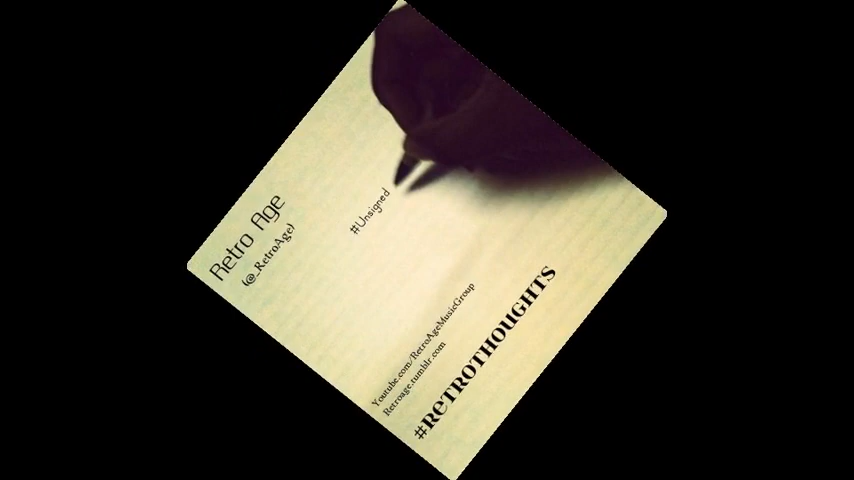 Retro Age
(@_RetroAge)
#Unsigned
Youtube.com/RetroAgeMusicGroup
Retroage.tumblr.com
#RETROTHOUGHTS